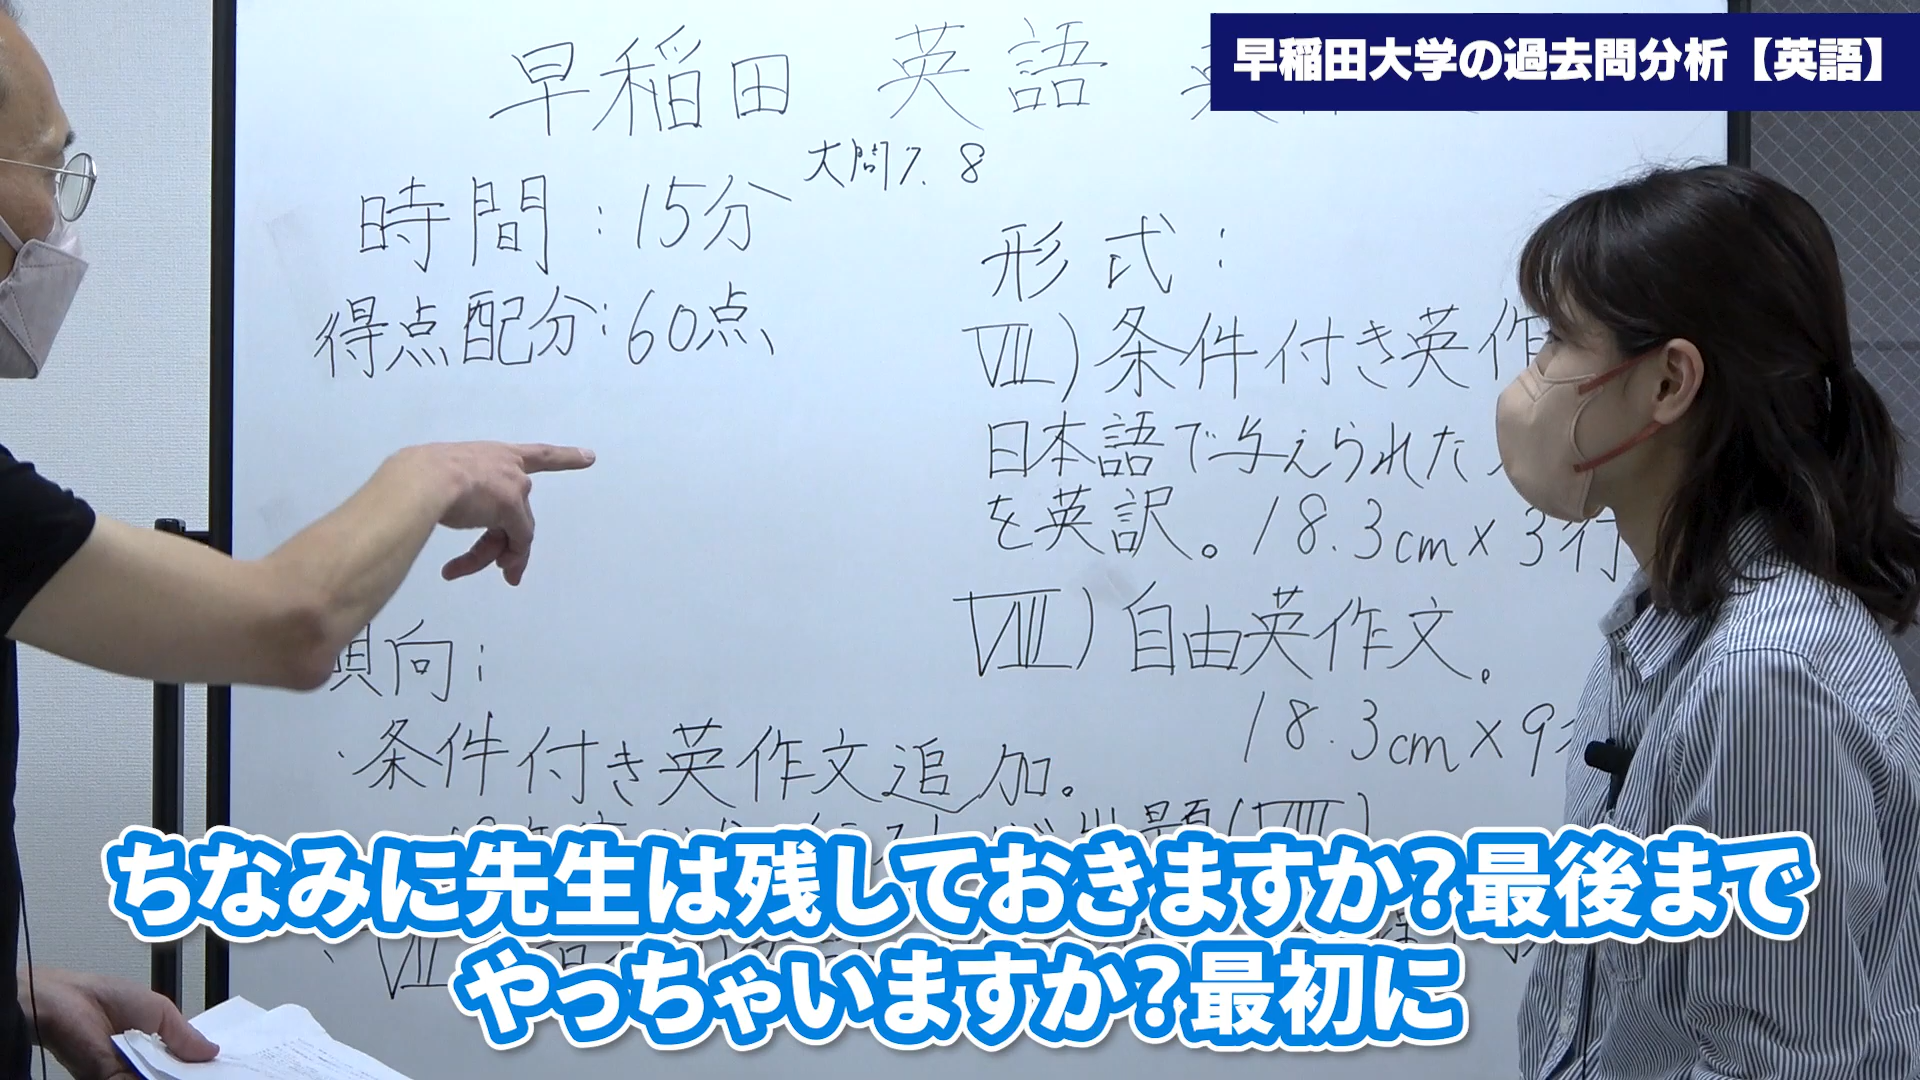 早稲田大学の過去問分析【英語】
早稲田 英語
大問7.8
時間:15分
得点配分:60点
形式:
Ⅶ)条件付き英作
日本語で与えられた
を英訳。18.3cm×3行
Ⅷ)自由英作文。
18.3cm×9
傾向:
・条件付き英作文追加。
ちなみに先生は残しておきますか?最後まで
やっちゃいますか?最初に